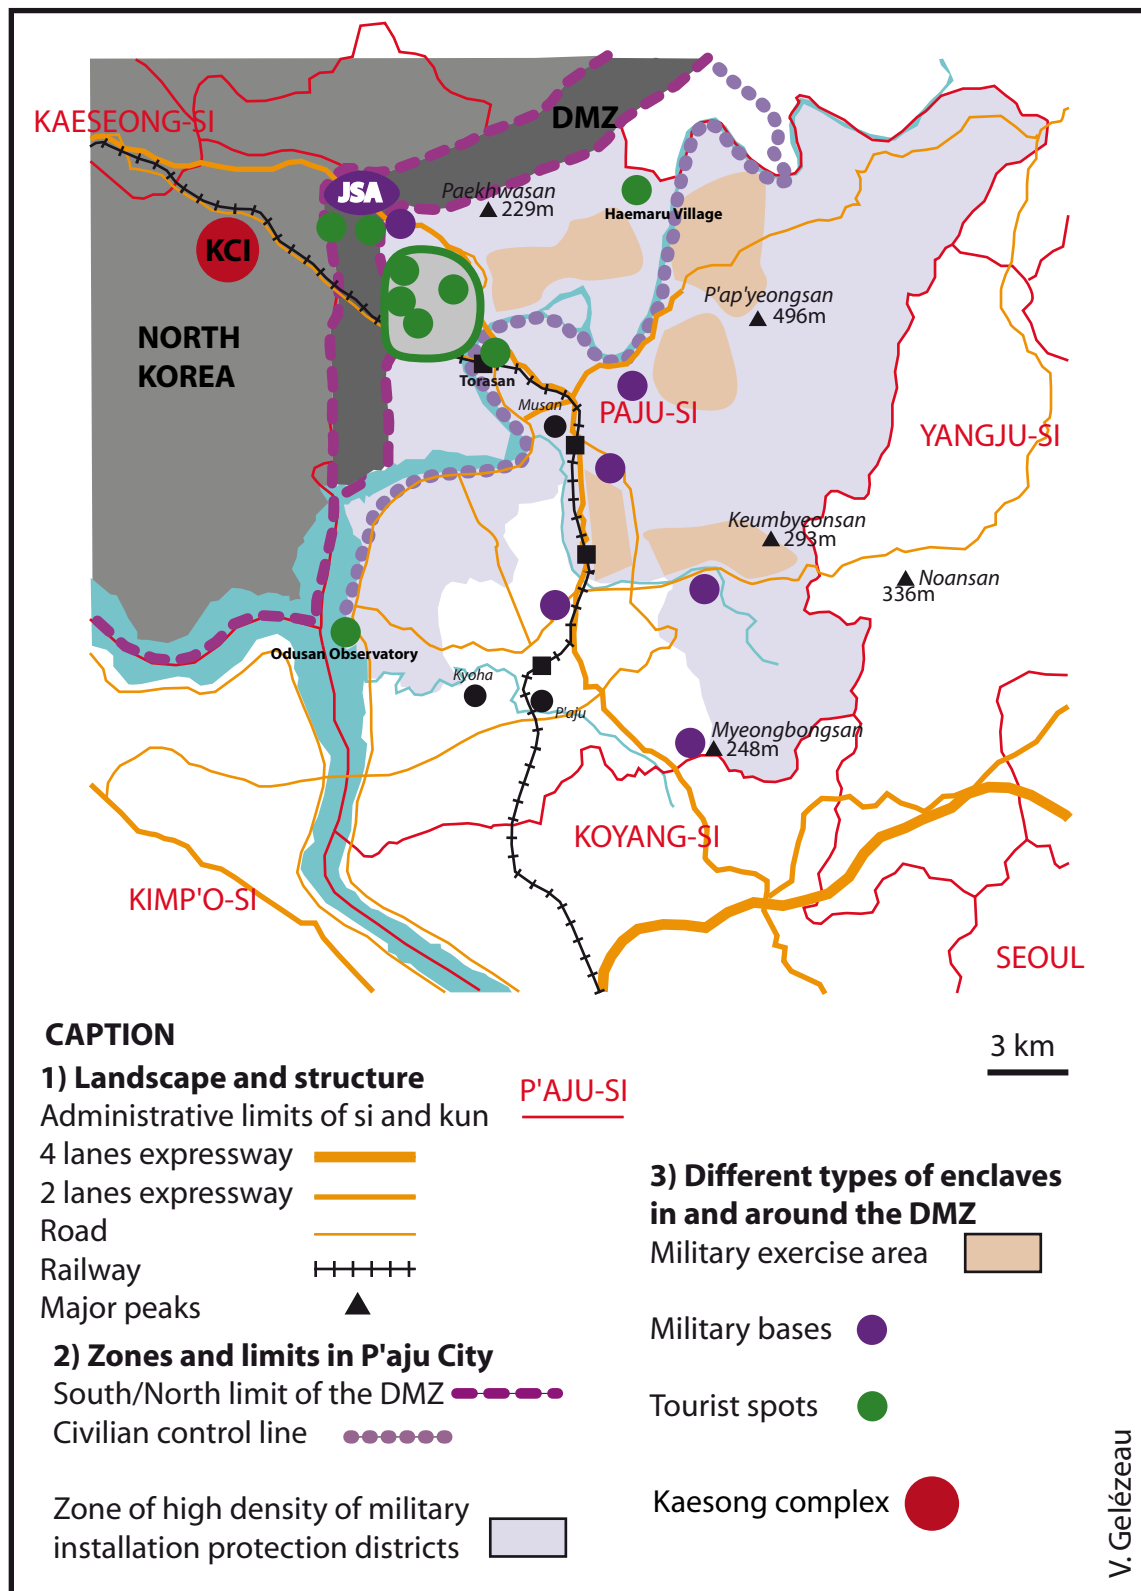 KAESEONG-SI
DMZ
JSA
Paekhwasan
229m
Haemaru Village
KCI
P'ap'yeongsan
496m
NORTH
KOREA
Torasan
Musan
PAJU-SI
YANGJU-SI
Keumbyeonsan
293m
Noansan
336m
Odusan Observatory
Kyoha
P'aju
Myeongbongsan
248m
KOYANG-SI
KIMP'O-SI
SEOUL
CAPTION
3 km
1) Landscape and structure
P'AJU-SI
Administrative limits of si and kun
4 lanes expressway
2 lanes expressway
Road
Railway
Major peaks
2) Zones and limits in P'aju City
South/North limit of the DMZ
Civilian control line
Zone of high density of military
installation protection districts
3) Different types of enclaves
in and around the DMZ
Military exercise area
Military bases
Tourist spots
Kaesong complex
V. Gelézeau